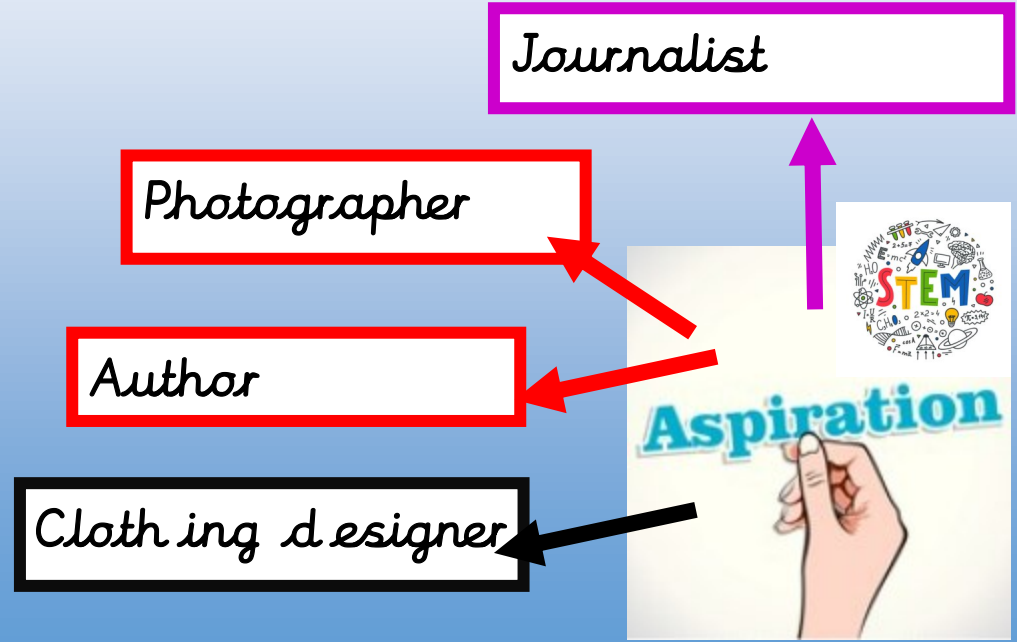 Journalist
Photographer
Author
Clothing designer
STEM
Aspiration